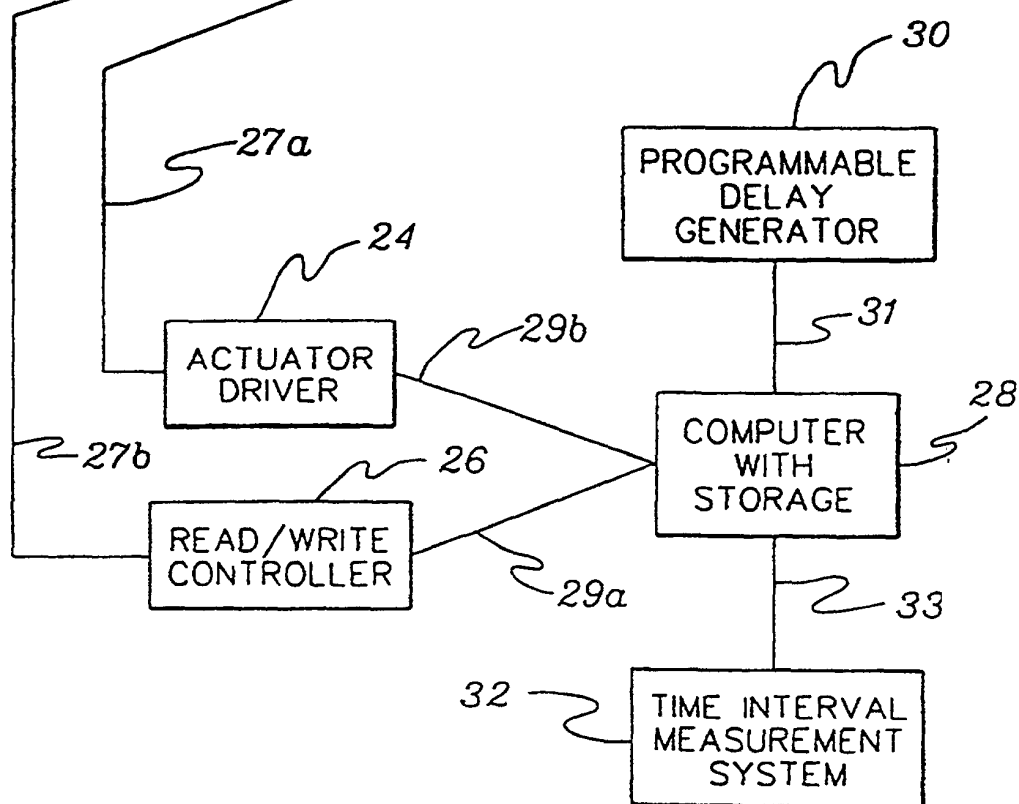 30
27a
PROGRAMMABLE
DELAY
GENERATOR
24
31
29b
ACTUATOR
DRIVER
28
COMPUTER
WITH
STORAGE
27b
26
READ/WRITE
CONTROLLER
29a
33
32
TIME INTERVAL
MEASUREMENT
SYSTEM